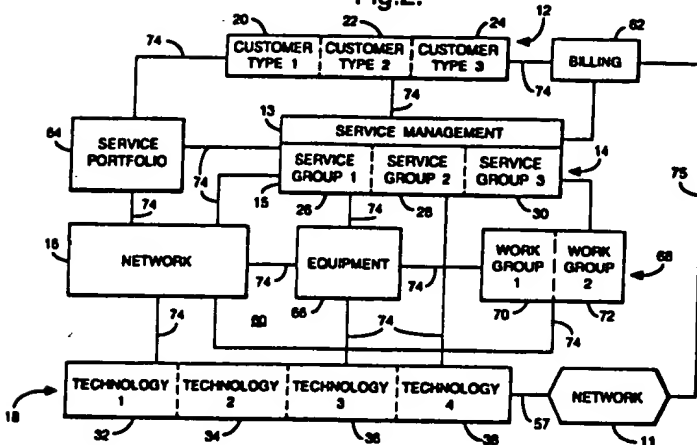 Fig.2.
20
22
24
12
62
74
CUSTOMER TYPE 1
CUSTOMER TYPE 2
CUSTOMER TYPE 3
BILLING
74
74
13
64
SERVICE PORTFOLIO
SERVICE MANAGEMENT
14
75
SERVICE GROUP 1
SERVICE GROUP 2
SERVICE GROUP 3
74
15
74
74
26
28
30
16
NETWORK
EQUIPMENT
WORK GROUP 1
WORK GROUP 2
68
74
74
74
60
66
74
70
72
74
18
TECHNOLOGY 1
TECHNOLOGY 2
TECHNOLOGY 3
TECHNOLOGY 4
NETWORK
57
32
34
36
38
11